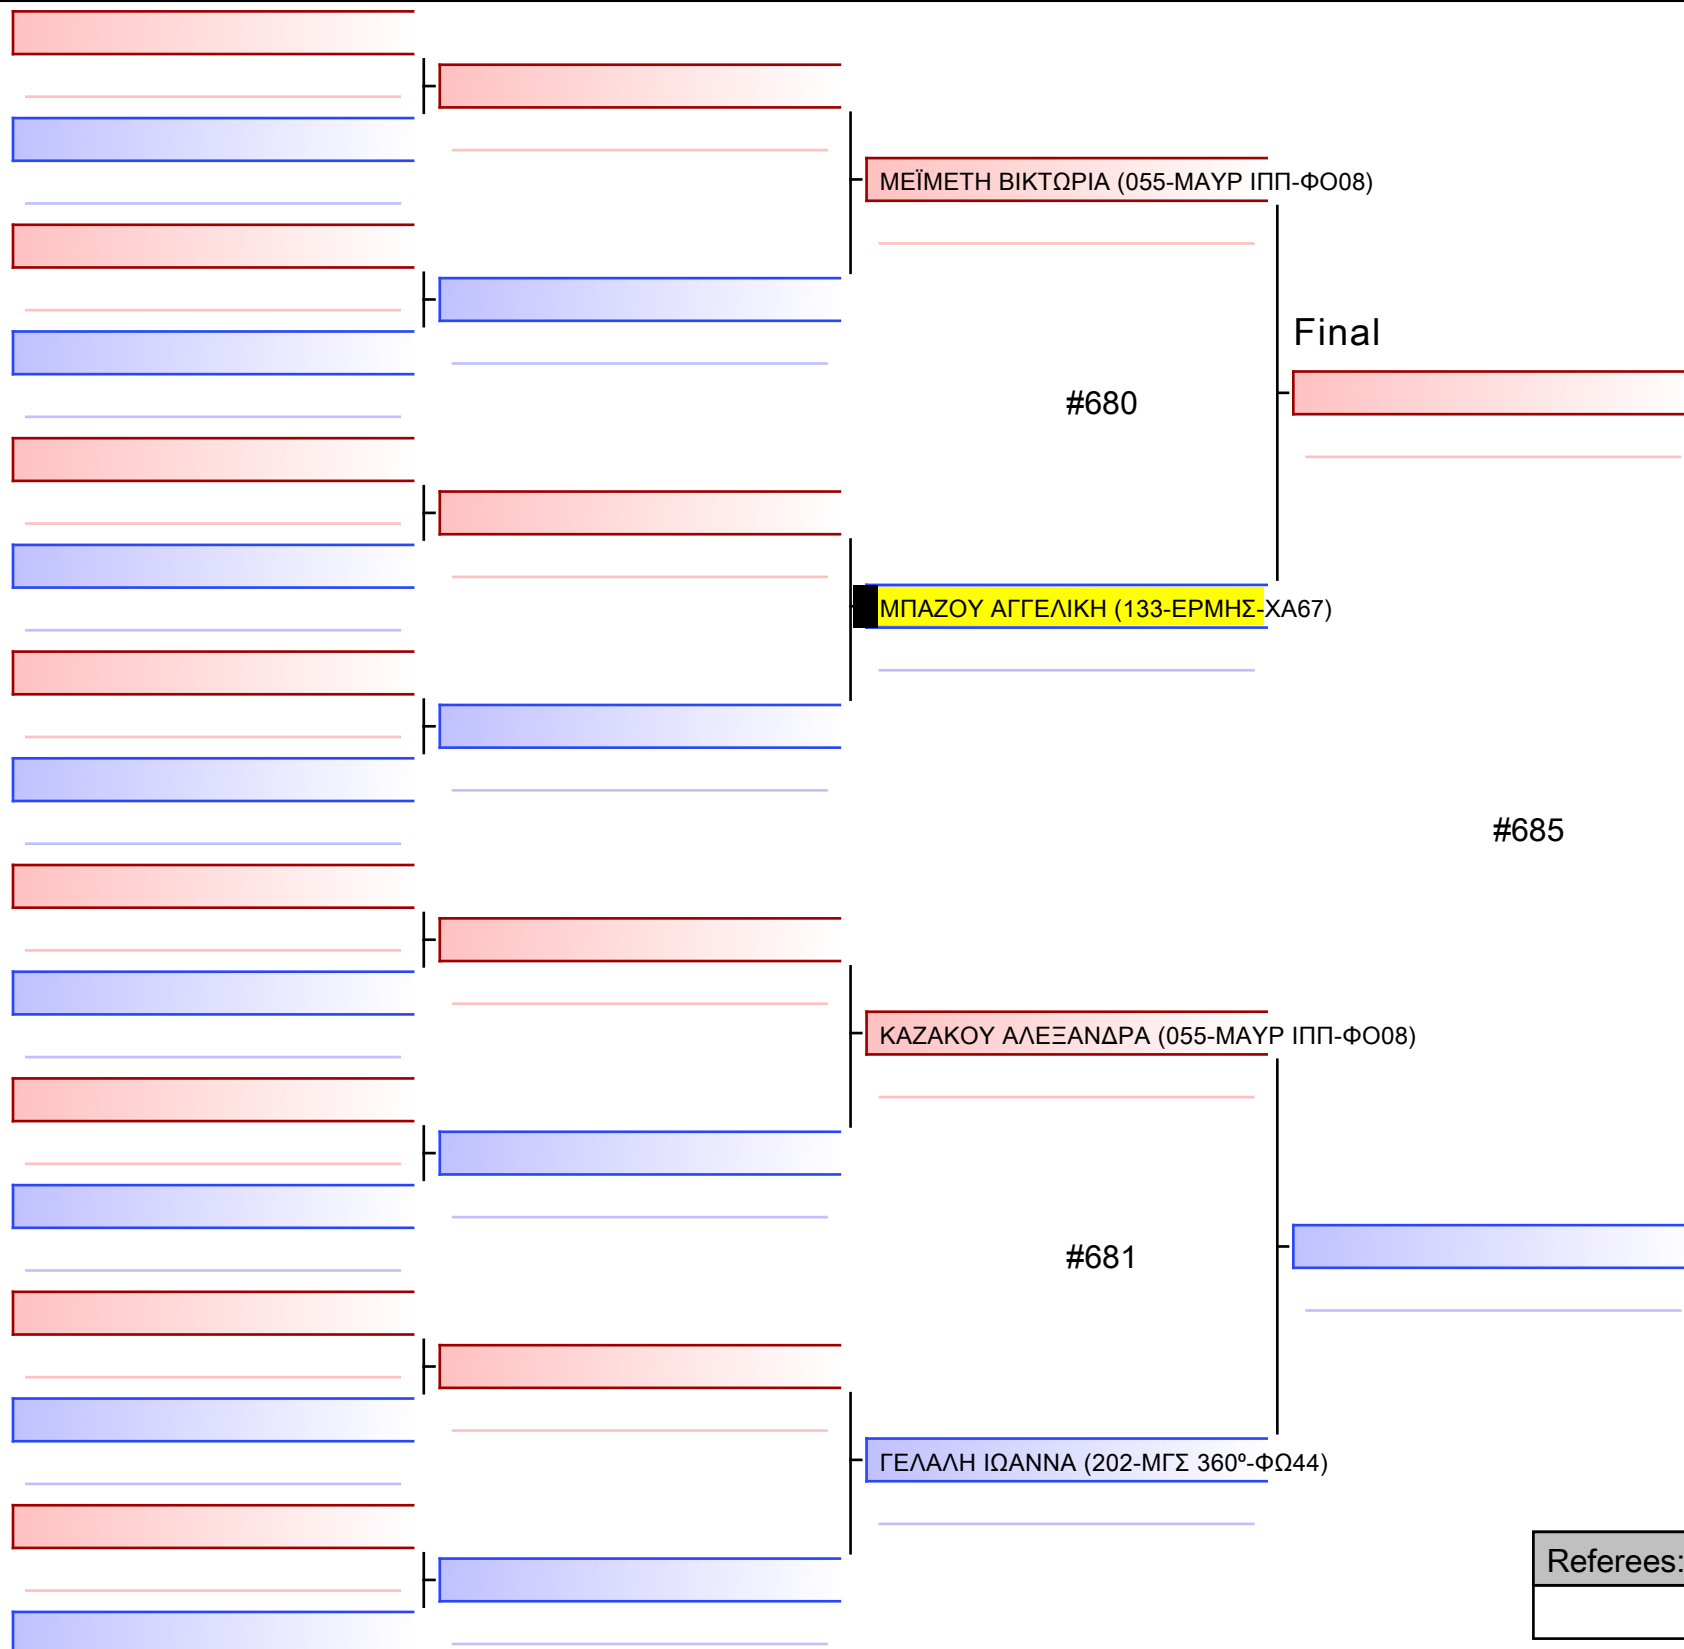 ΜΕΪΜΕΤΗ ΒΙΚΤΩΡΙΑ (055-ΜΑΥΡ ΙΠΠ-ΦΟ08)
Final
#680
ΜΠΑΖΟΥ ΑΓΓΕΛΙΚΗ (133-ΕΡΜΗΣ-ΧΑ67)
#685
ΚΑΖΑΚΟΥ ΑΛΕΞΑΝΔΡΑ (055-ΜΑΥΡ ΙΠΠ-ΦΟ08)
#681
ΓΕΛΑΛΗ ΙΩΑΝΝΑ (202-ΜΓΣ 360º-ΦΩ44)
Referees: